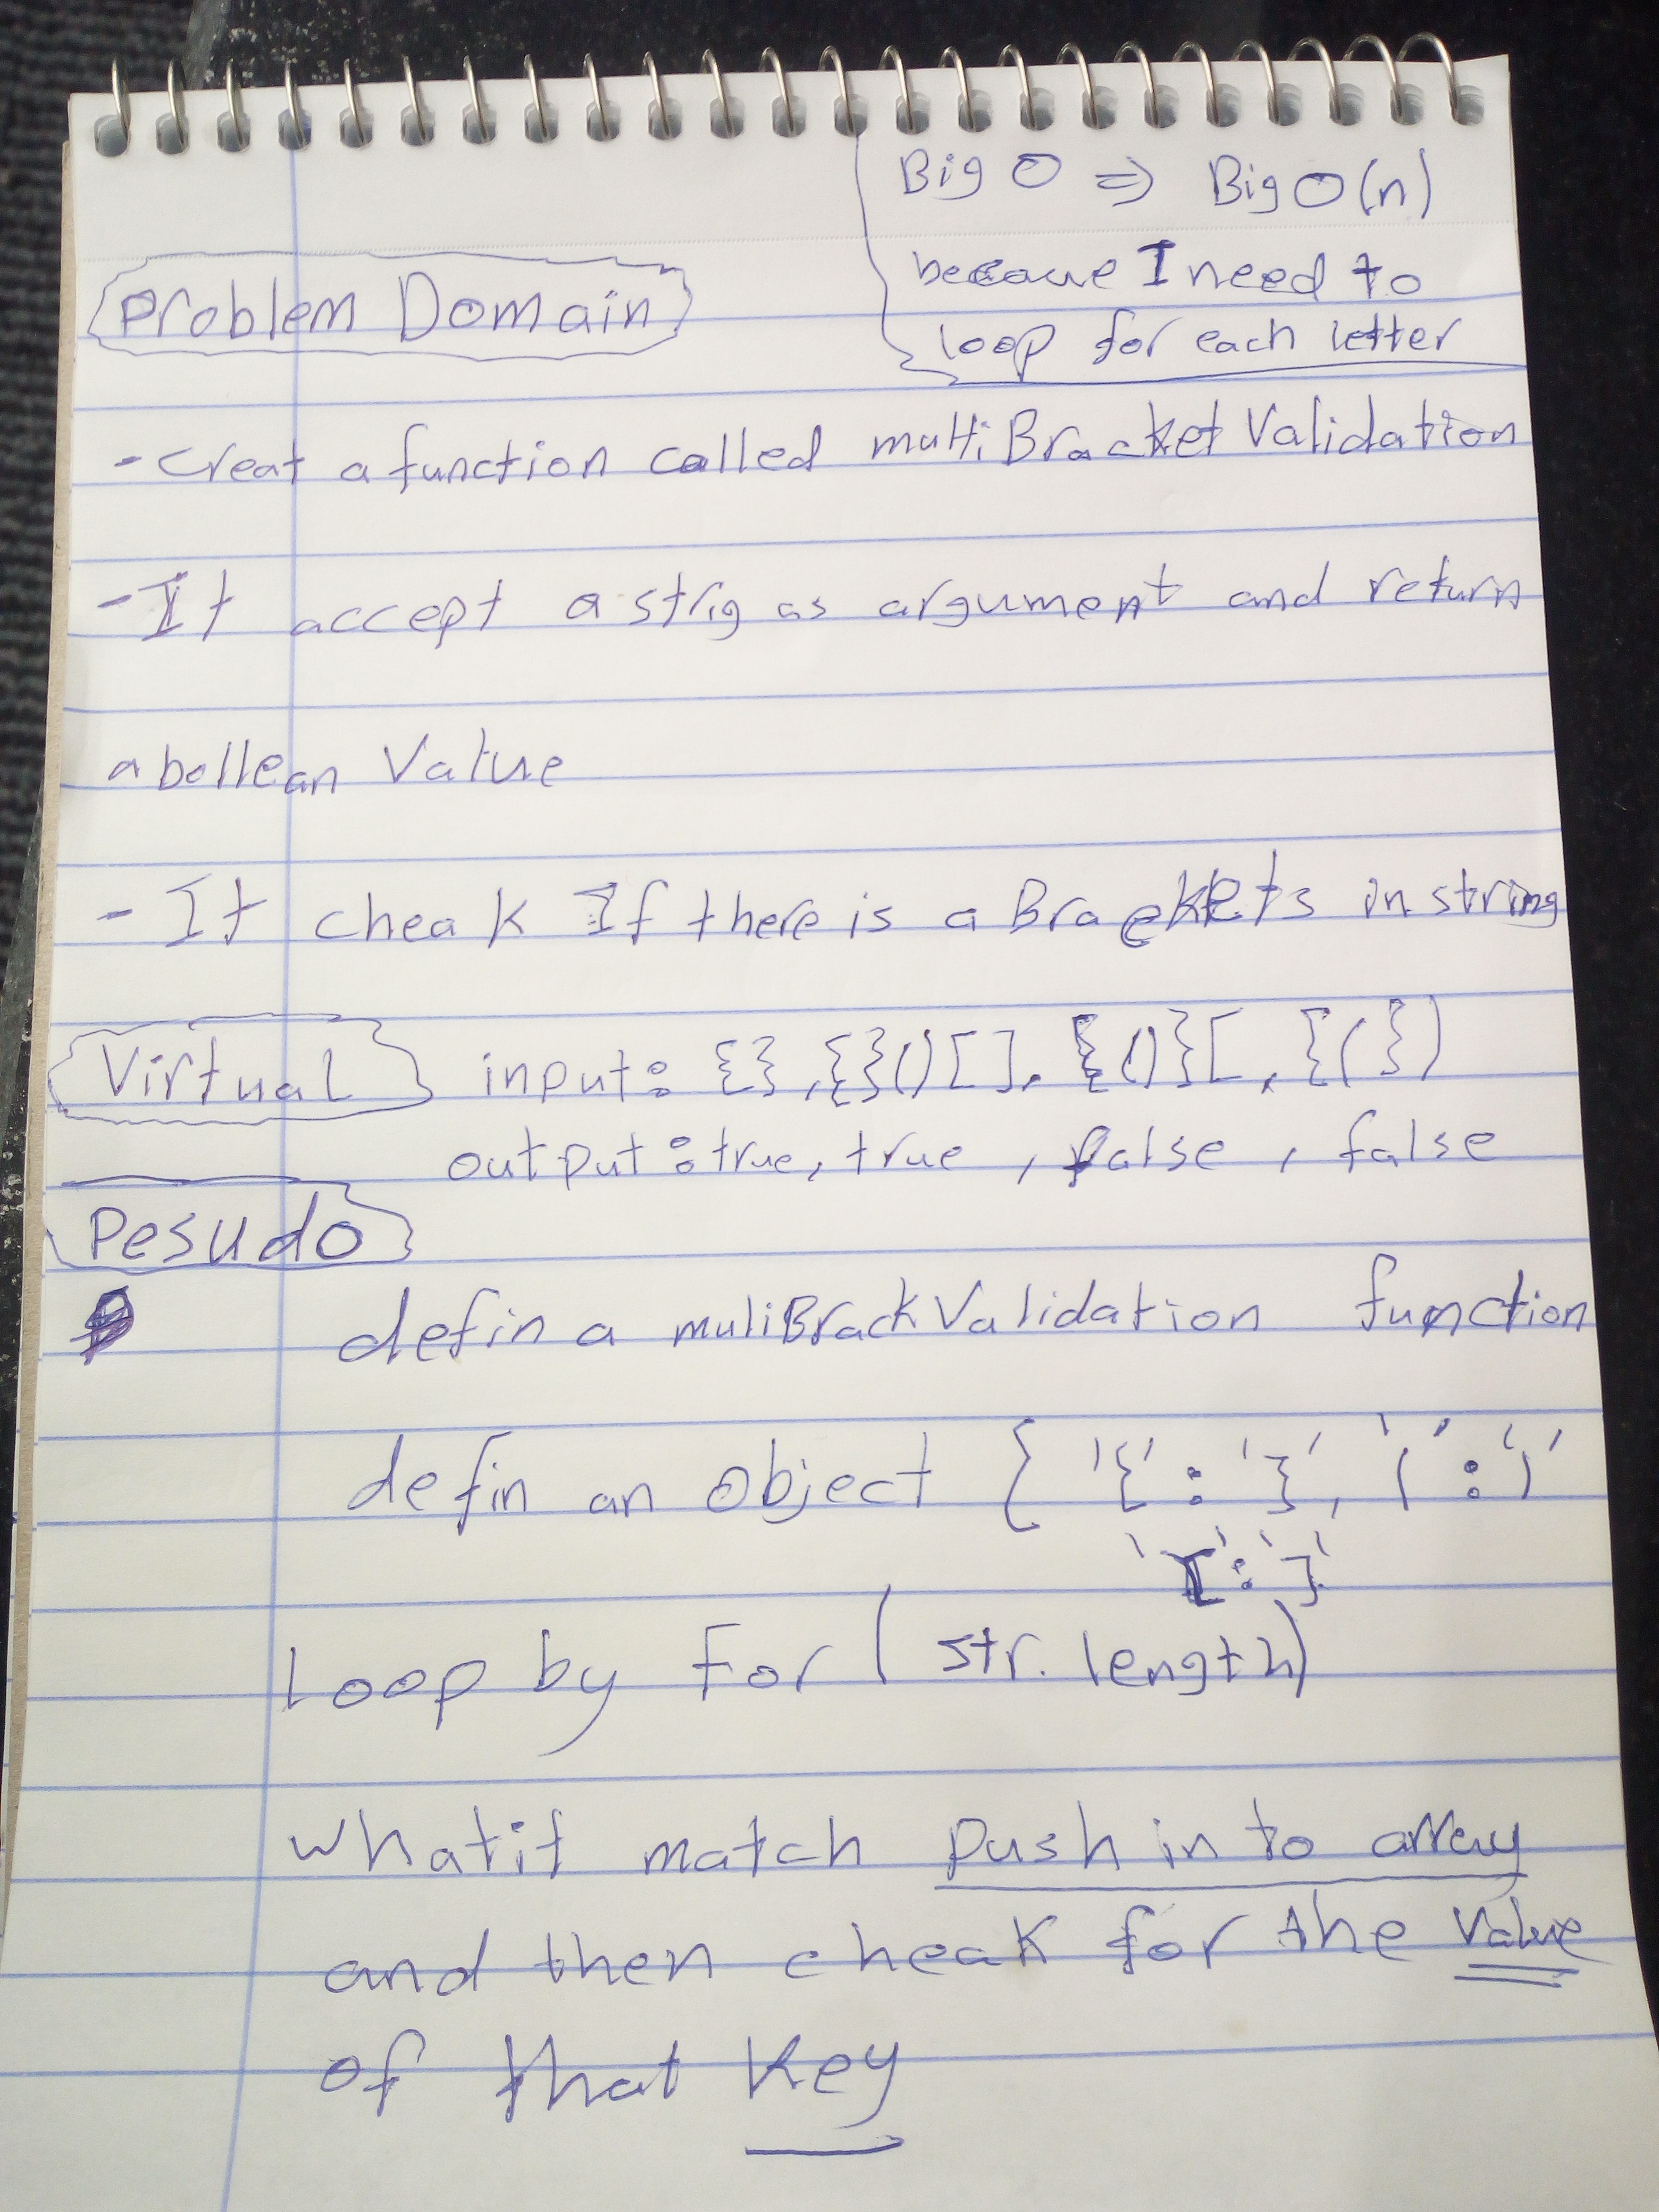 Big O => Big O(n)
becaue I need to
loop for each letter
Problem Domain
- creat a function called multiBracketValidation
- It accept a strig as argument and return
a bollean Value
- It cheak If there is a Brackets in string
Virtual input: {}, {}()[], {()}[, {(})
output: true, true, false, false
Pesudo
defin a muliBrackValidation function
defin an object { '{' : '}', '(' : ')'
'[' : ']'
Loop by For (str.length)
whatif match push in to array
and then cheak for the value
of that key